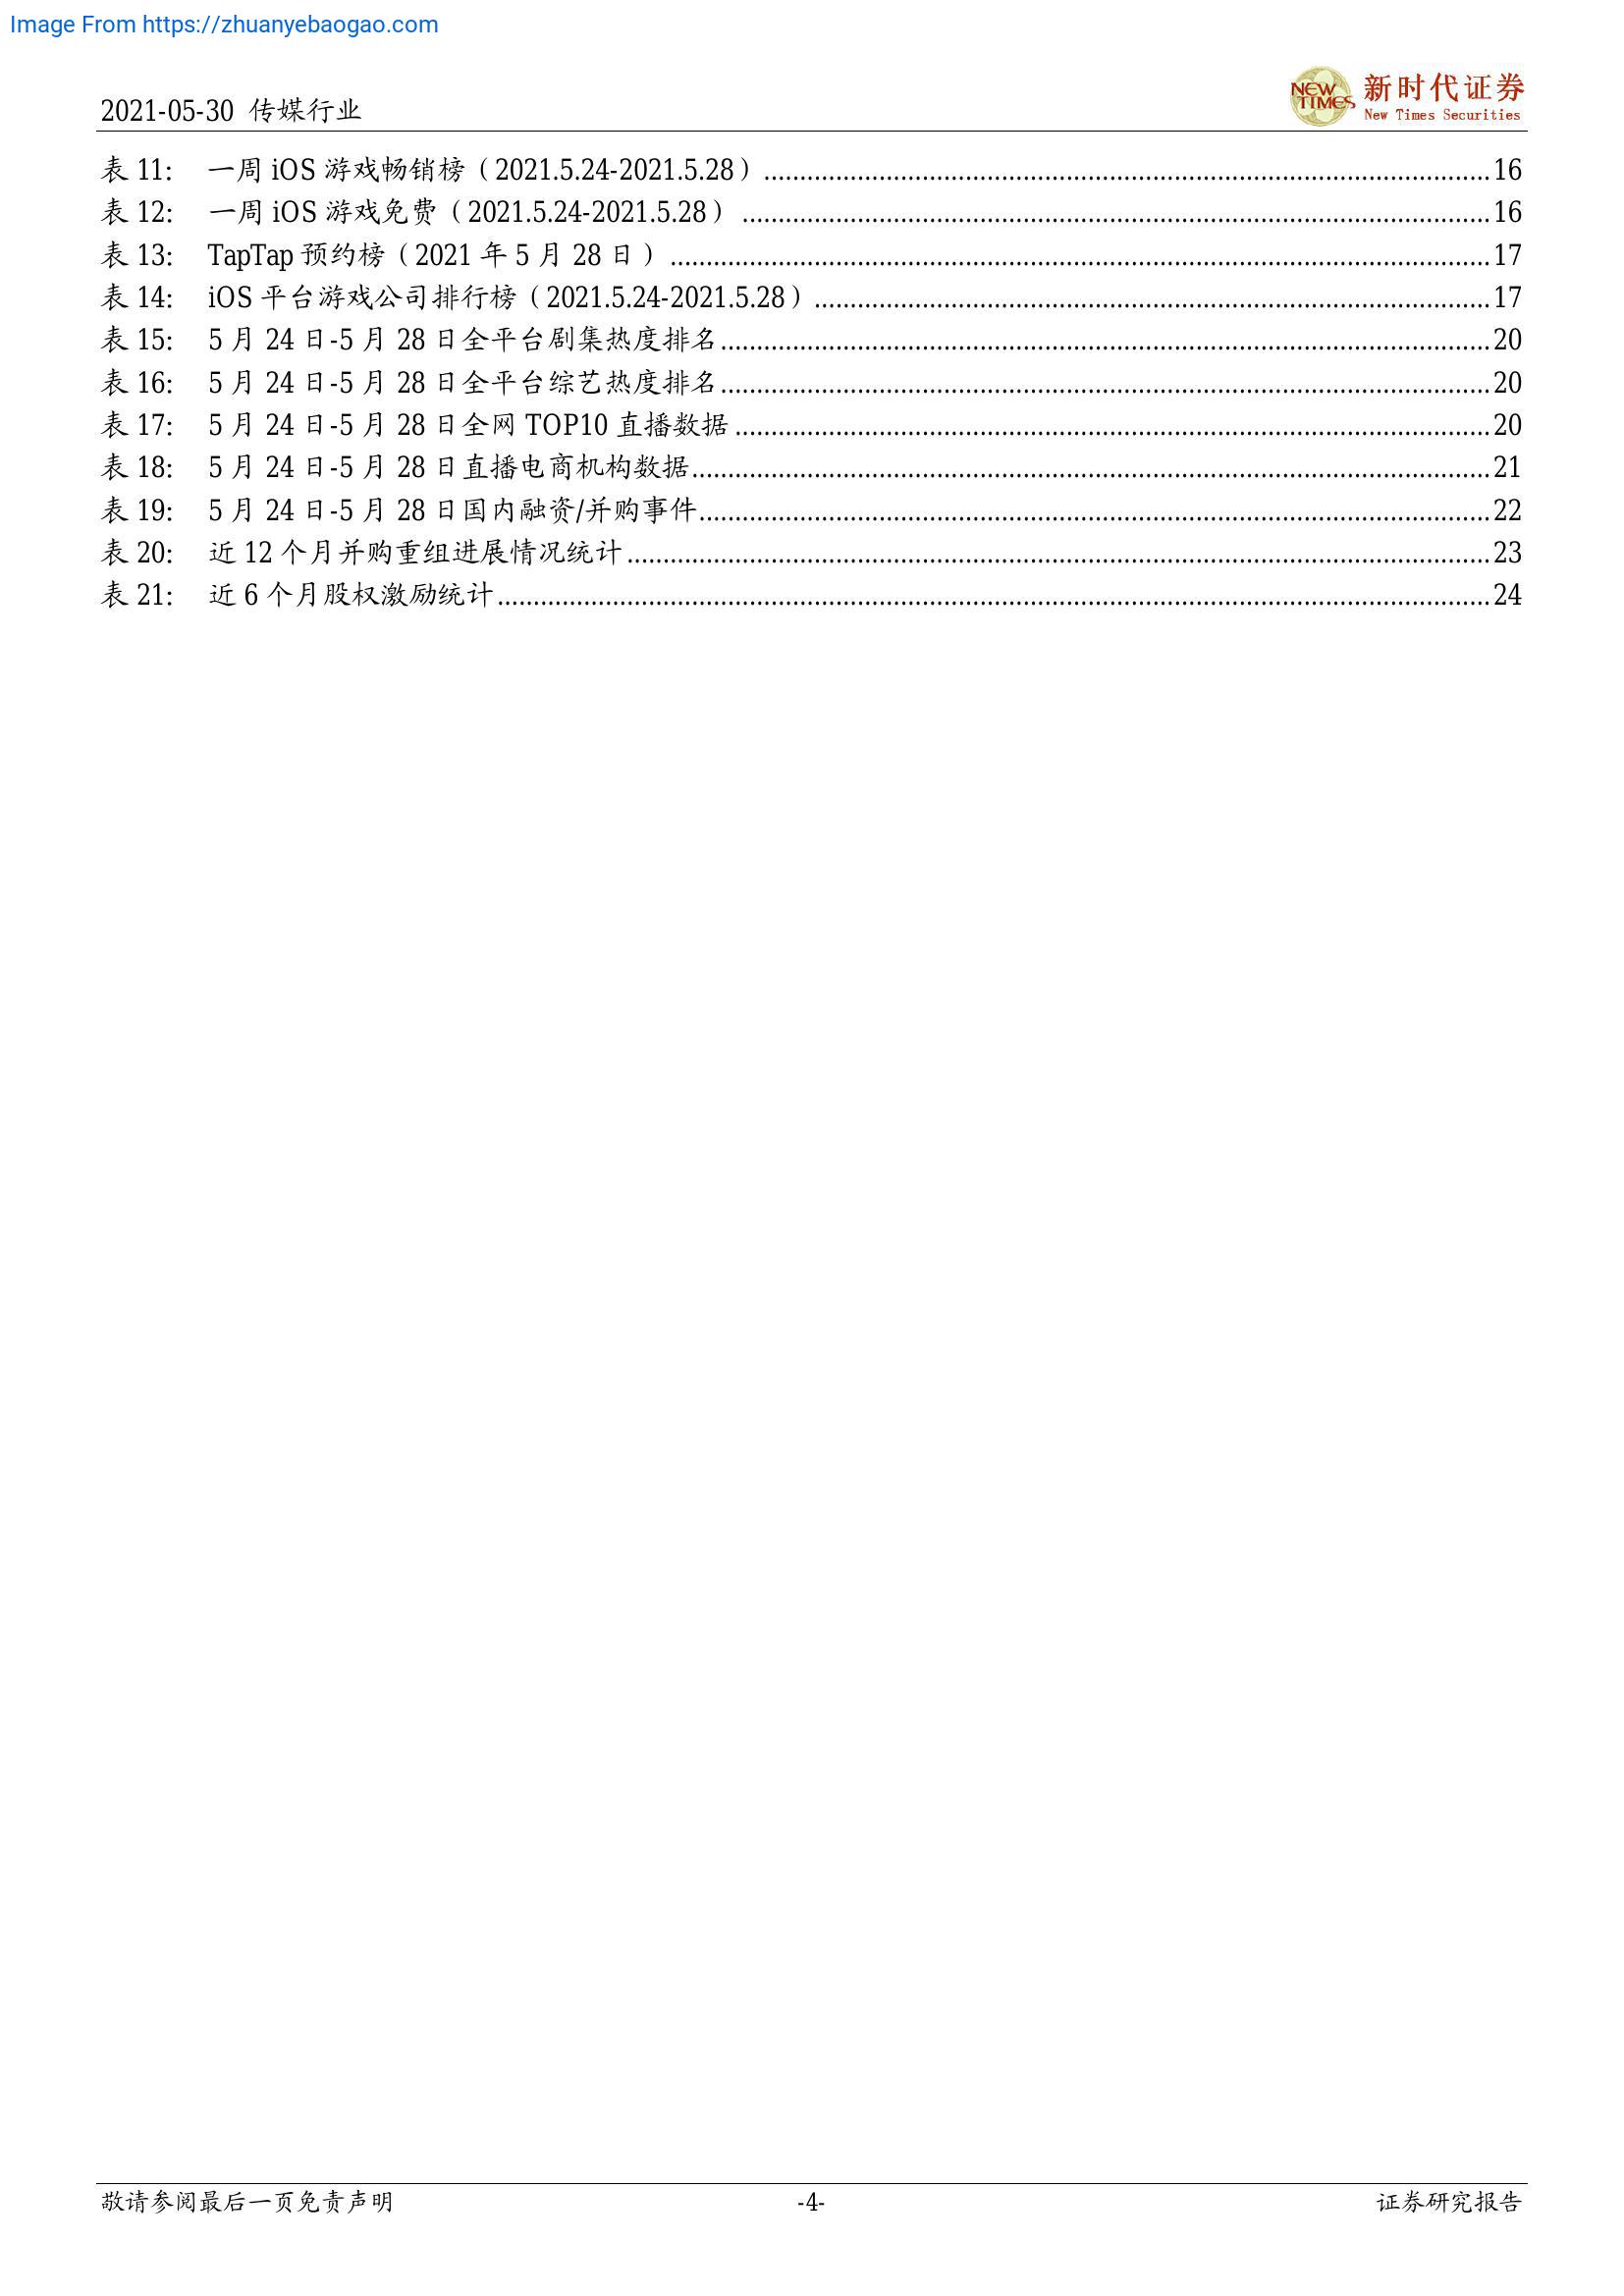 Image From https://zhuanyebaogao.com
2021-05-30 传媒行业
NEW TIMES 新时代证券
New Times Securities
表 11: 一周 iOS 游戏畅销榜（2021.5.24-2021.5.28）....................16
表 12: 一周 iOS 游戏免费（2021.5.24-2021.5.28）....................16
表 13: TapTap 预约榜（2021 年 5 月 28 日）....................17
表 14: iOS 平台游戏公司排行榜（2021.5.24-2021.5.28）....................17
表 15: 5 月 24 日-5 月 28 日全平台剧集热度排名....................20
表 16: 5 月 24 日-5 月 28 日全平台综艺热度排名....................20
表 17: 5 月 24 日-5 月 28 日全网 TOP10 直播数据....................20
表 18: 5 月 24 日-5 月 28 日直播电商机构数据....................21
表 19: 5 月 24 日-5 月 28 日国内融资/并购事件....................22
表 20: 近 12 个月并购重组进展情况统计....................23
表 21: 近 6 个月股权激励统计....................24
敬请参阅最后一页免责声明 -4- 证券研究报告